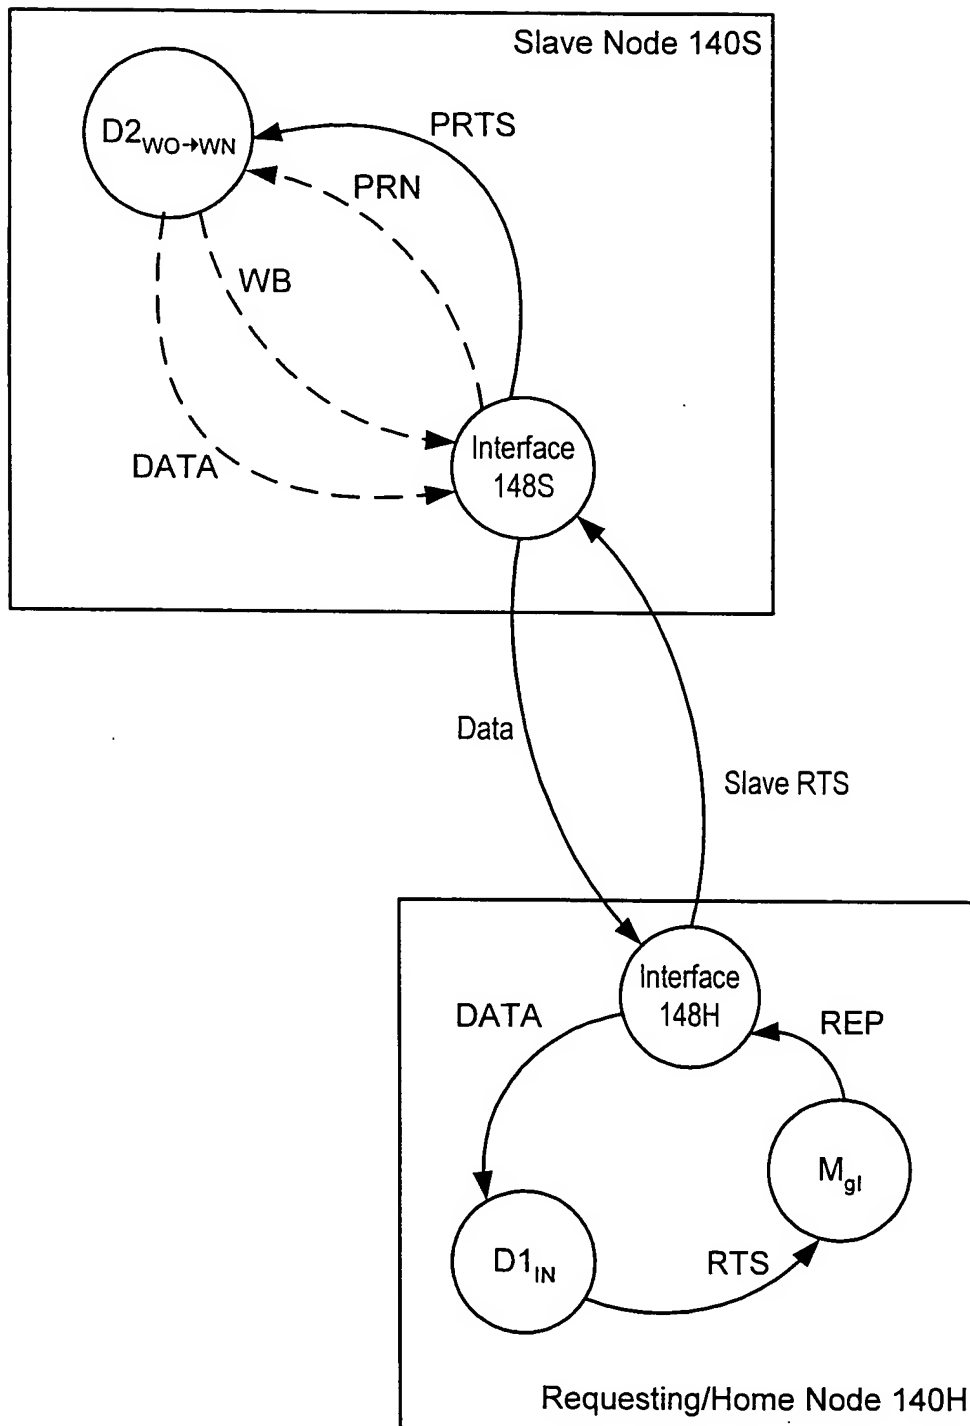 Slave Node 140S
D2WO→WN
PRTS
PRN
WB
DATA
Interface
148S
Data
Slave RTS
Interface
148H
DATA
REP
MgI
D1IN
RTS
Requesting/Home Node 140H